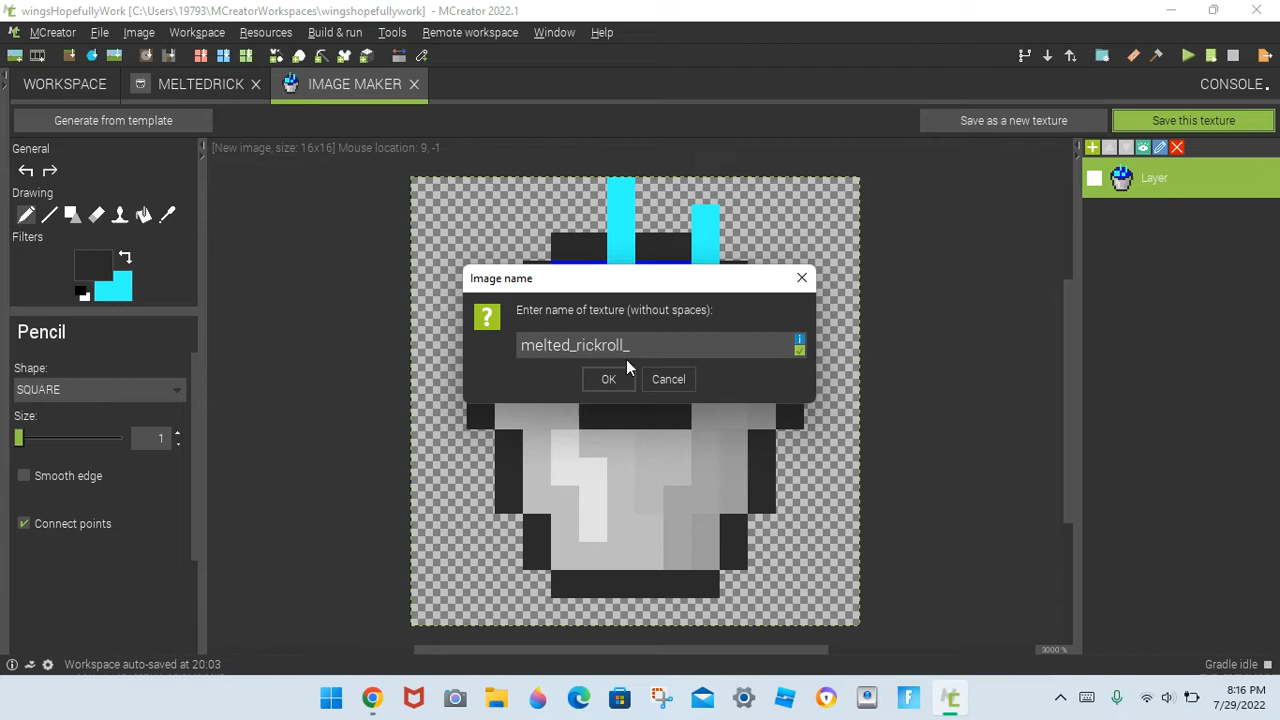 wingsHopefullyWork [C:\Users\19793\MCreatorWorkspaces\wingshopefullywork] - MCreator 2022.1
MCreator File Image Workspace Resources Build & run Tools Remote workspace Window Help
WORKSPACE MELTEDRICK IMAGE MAKER CONSOLE
Generate from template Save as a new texture Save this texture
General
[New image, size: 16x16] Mouse location: 9, -1
Layer
Drawing
Filters
Image name
Enter name of texture (without spaces):
melted_rickroll_
OK Cancel
Pencil
Shape:
SQUARE
Size:
1
Smooth edge
Connect points
3000 %
Workspace auto-saved at 20:03
Gradle idle
8:16 PM
7/29/2022